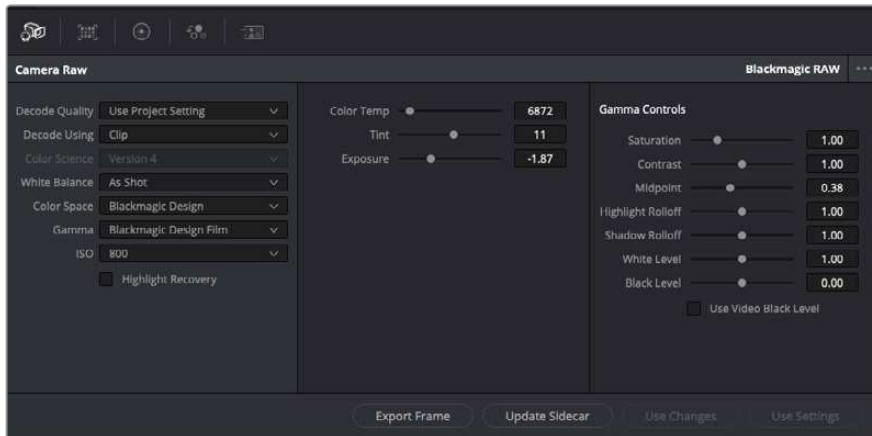 Camera Raw
Blackmagic RAW
Decode Quality Use Project Setting
Decode Using Clip
Color Science Version 4
White Balance As Shot
Color Space Blackmagic Design
Gamma Blackmagic Design Film
ISO 800
Highlight Recovery
Color Temp 6872
Tint 11
Exposure -1.87
Gamma Controls
Saturation 1.00
Contrast 1.00
Midpoint 0.38
Highlight Rolloff 1.00
Shadow Rolloff 1.00
White Level 1.00
Black Level 0.00
Use Video Black Level
Export Frame
Update Sidecar
Use Changes
Use Settings